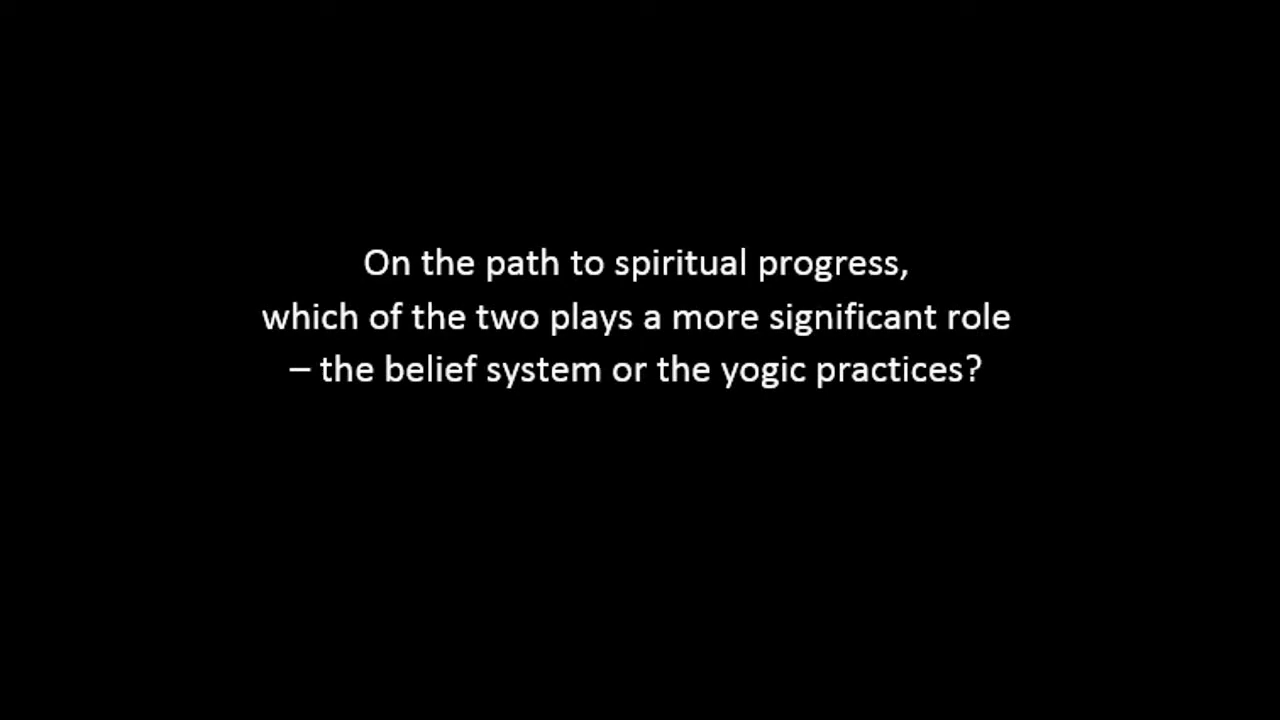 On the path to spiritual progress,
which of the two plays a more significant role
– the belief system or the yogic practices?